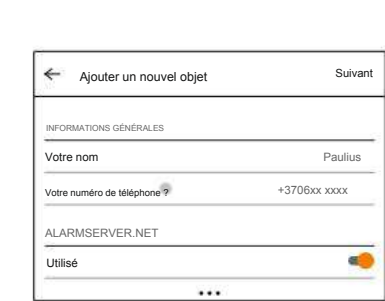 Ajouter un nouvel objet Suivant
INFORMATIONS GÉNÉRALES
Votre nom Paulius
Votre numéro de téléphone ? +3706xx xxxx
ALARMSERVER.NET
Utilisé